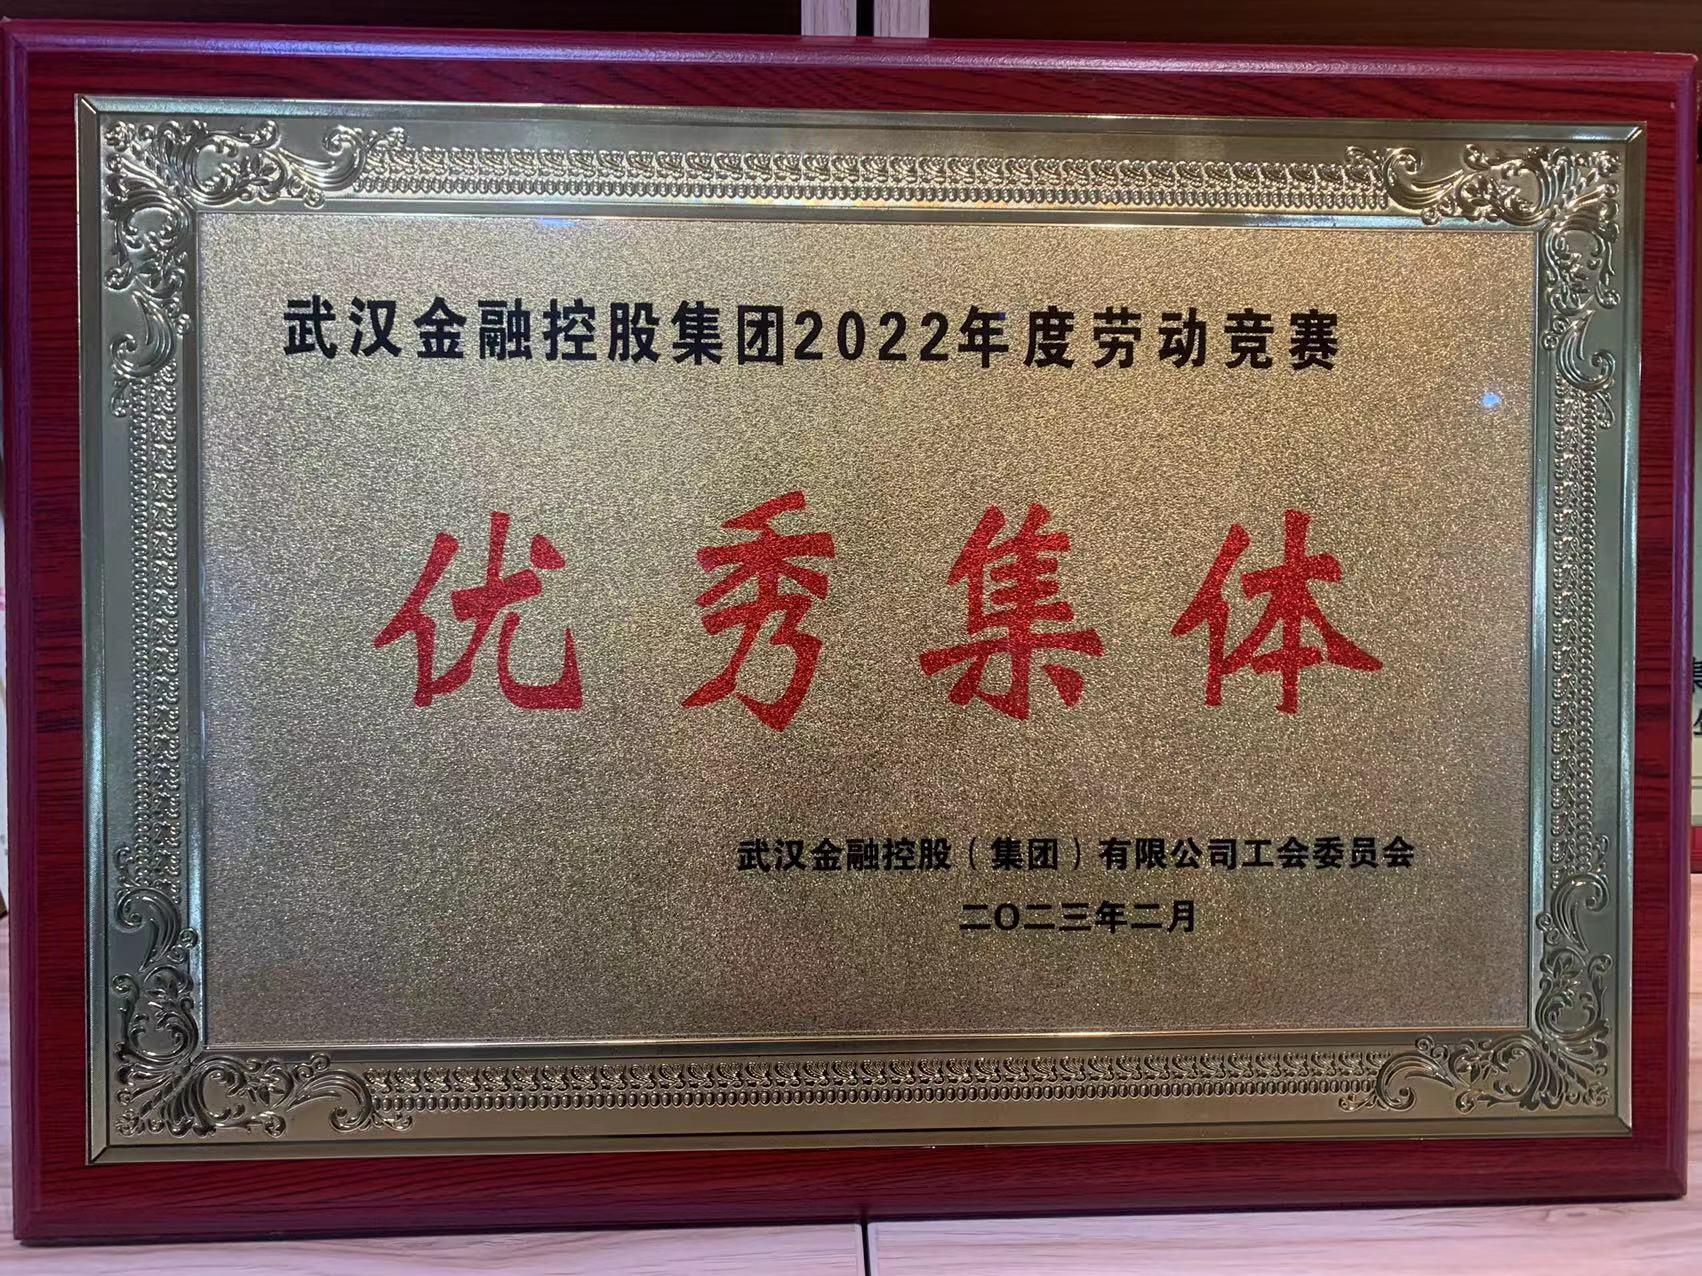 武汉金融控股集团2022年度劳动竞赛
优秀集体
武汉金融控股（集团）有限公司工会委员会
二〇二三年二月